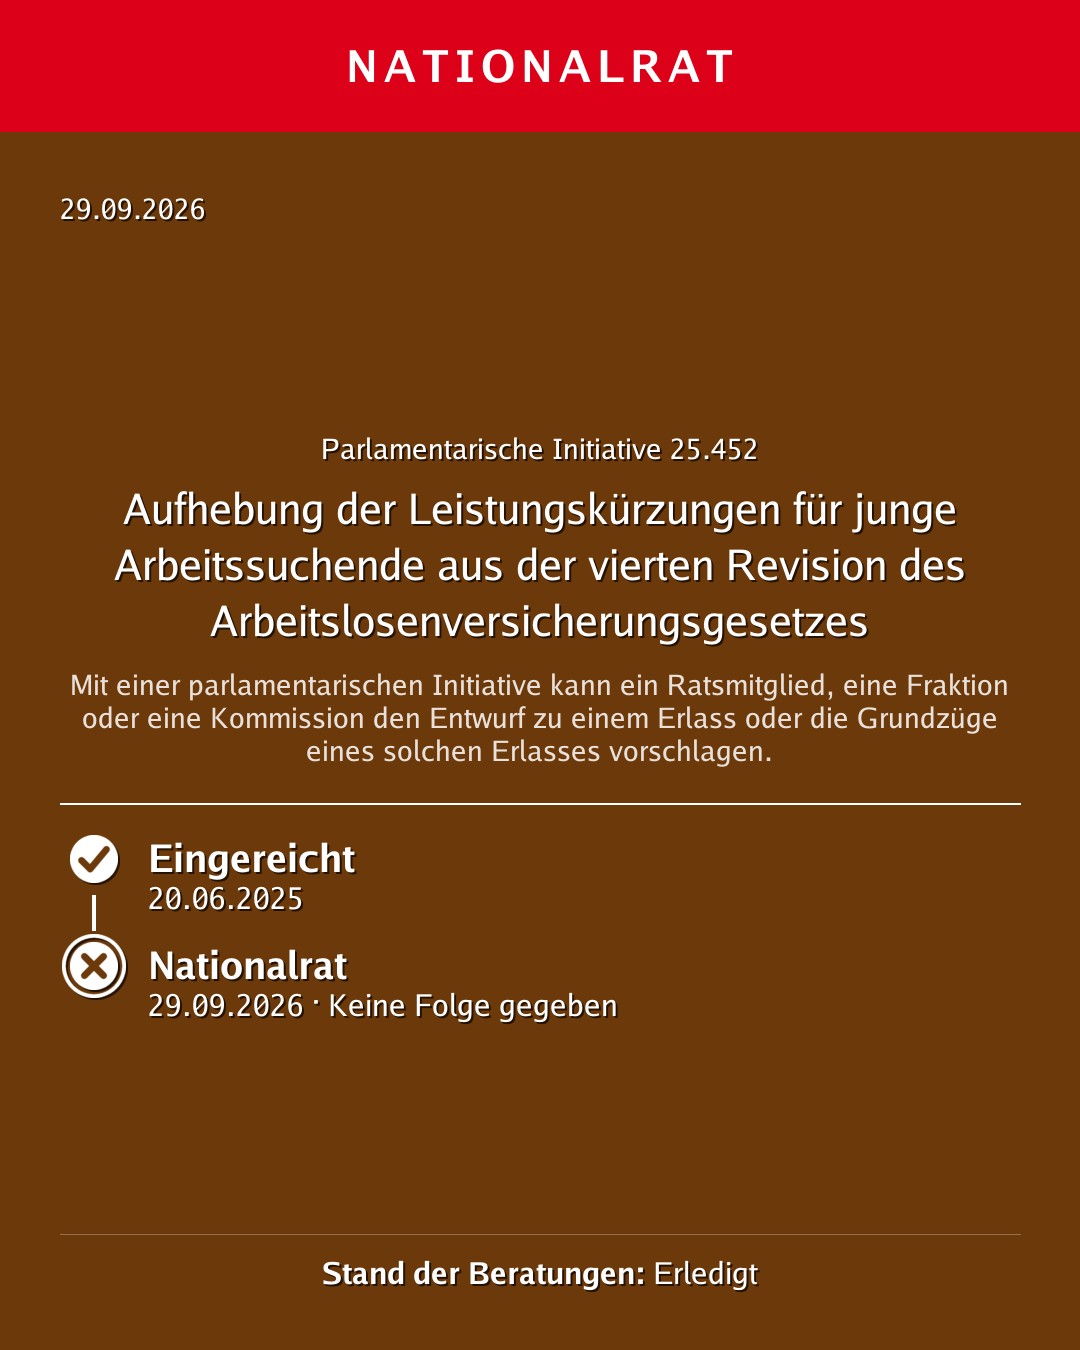 NATIONALRAT
29.09.2026
Parlamentarische Initiative 25.452
Aufhebung der Leistungskürzungen für junge
Arbeitssuchende aus der vierten Revision des
Arbeitslosenversicherungsgesetzes
Mit einer parlamentarischen Initiative kann ein Ratsmitglied, eine Fraktion
oder eine Kommission den Entwurf zu einem Erlass oder die Grundzüge
eines solchen Erlasses vorschlagen.
Eingereicht
20.06.2025
Nationalrat
29.09.2026 · Keine Folge gegeben
Stand der Beratungen: Erledigt